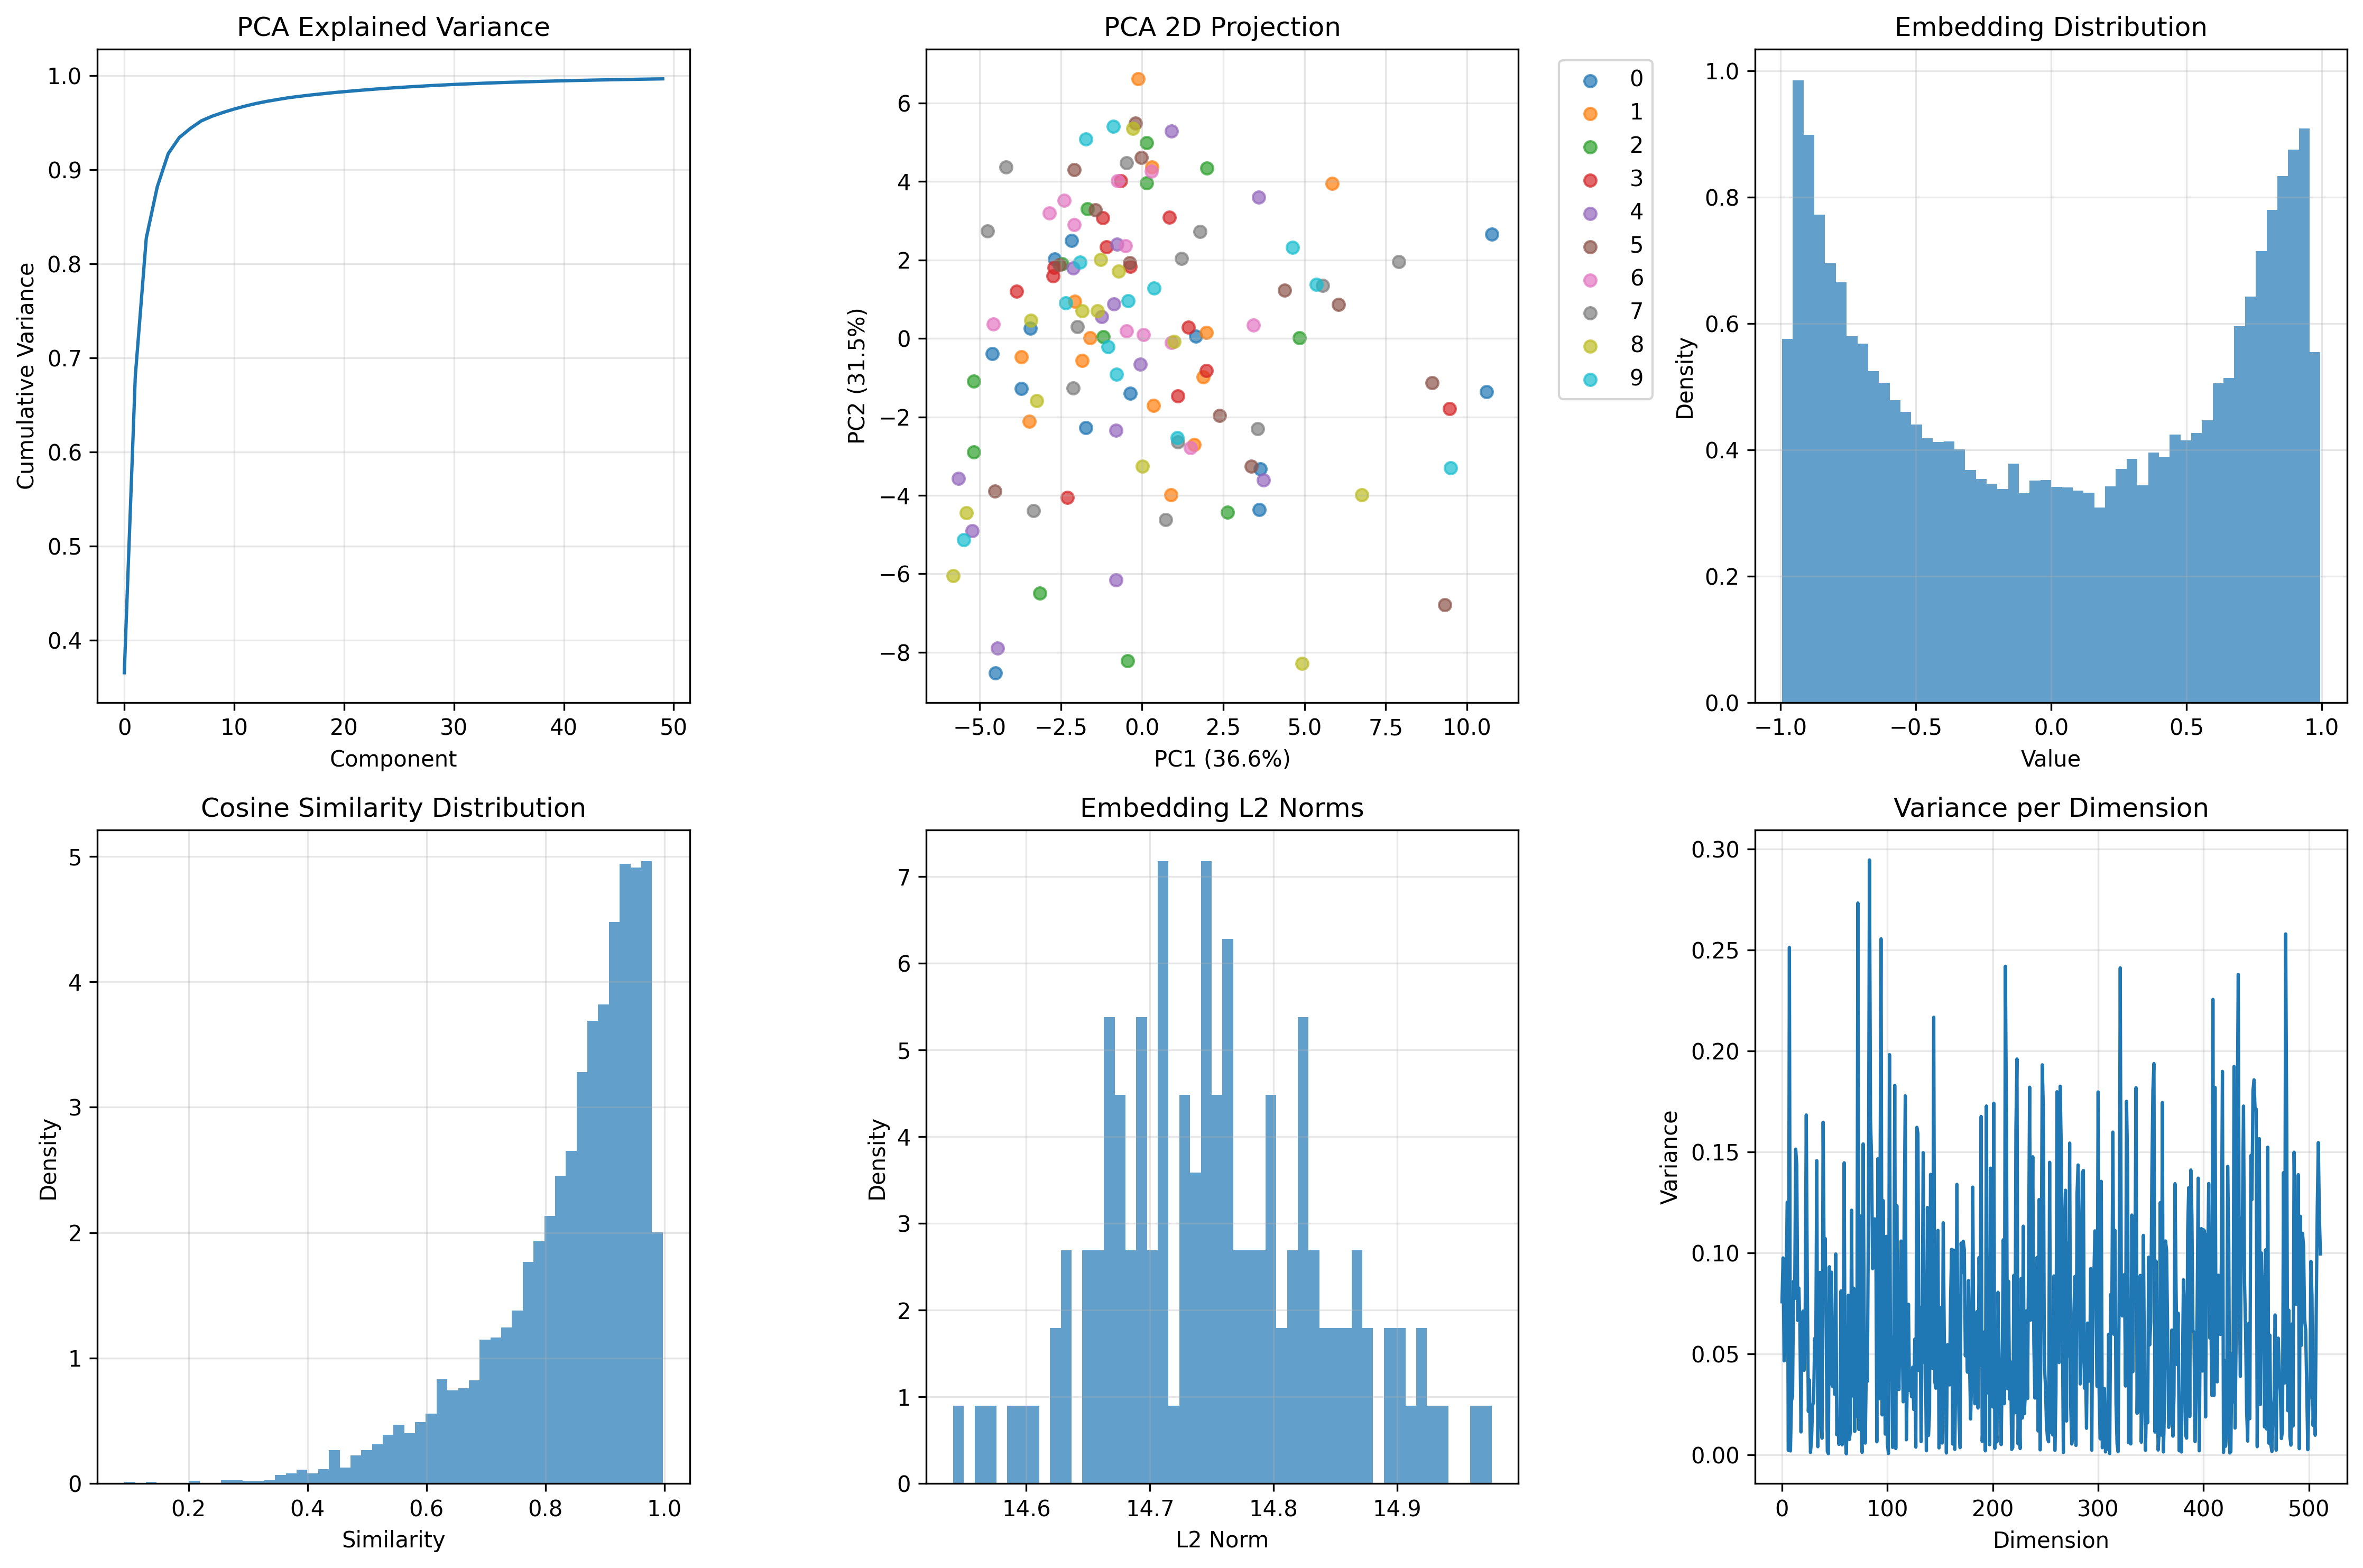 PCA Explained Variance
1.0
0.9
0.8
0.7
0.6
0.5
0.4
Cumulative Variance
0 10 20 30 40 50
Component
PCA 2D Projection
6
4
2
0
−2
−4
−6
−8
PC2 (31.5%)
−5.0 −2.5 0.0 2.5 5.0 7.5 10.0
PC1 (36.6%)
0
1
2
3
4
5
6
7
8
9
Embedding Distribution
1.0
0.8
0.6
0.4
0.2
0.0
Density
−1.0 −0.5 0.0 0.5 1.0
Value
Cosine Similarity Distribution
5
4
3
2
1
0
Density
0.2 0.4 0.6 0.8 1.0
Similarity
Embedding L2 Norms
7
6
5
4
3
2
1
0
Density
14.6 14.7 14.8 14.9
L2 Norm
Variance per Dimension
0.30
0.25
0.20
0.15
0.10
0.05
0.00
Variance
0 100 200 300 400 500
Dimension